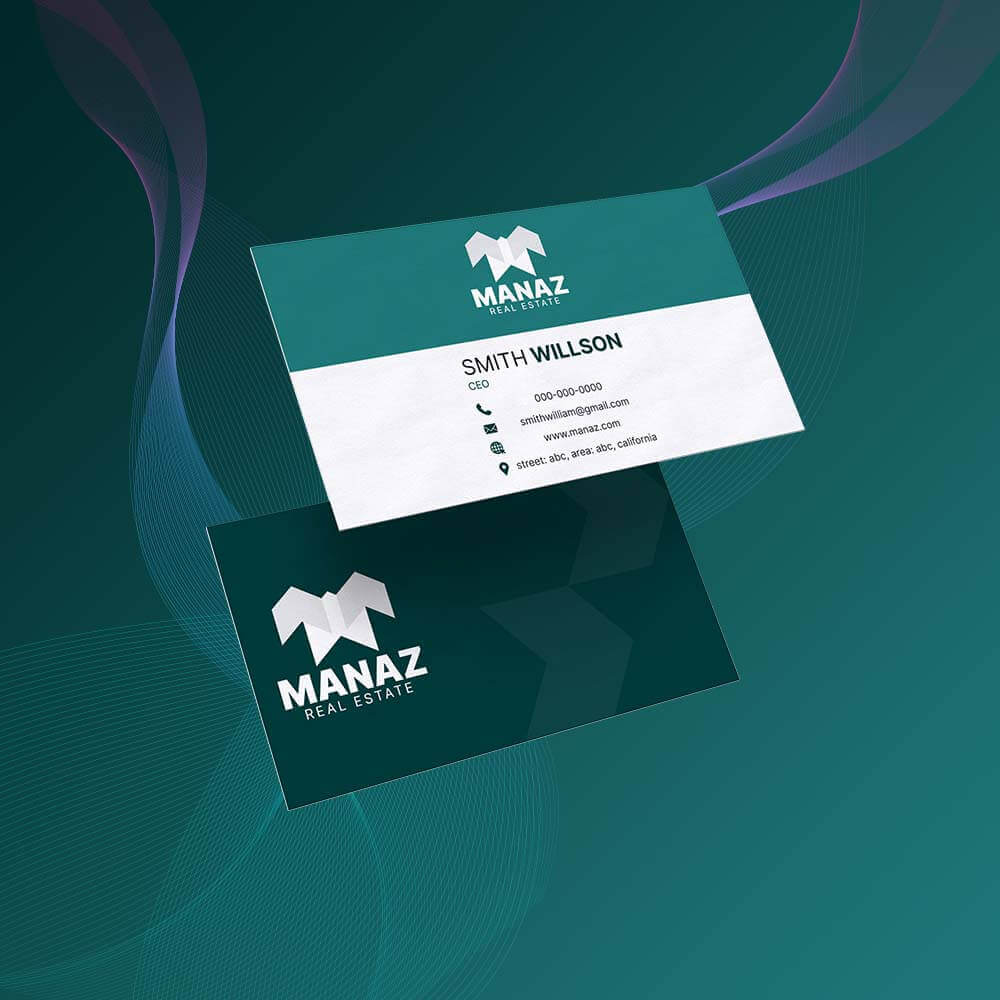 MANAZ
REAL ESTATE
SMITH WILLSON
CEO
000-000-0000
smithwilliam@gmail.com
www.manaz.com
street: abc, area: abc, california
MANAZ
REAL ESTATE